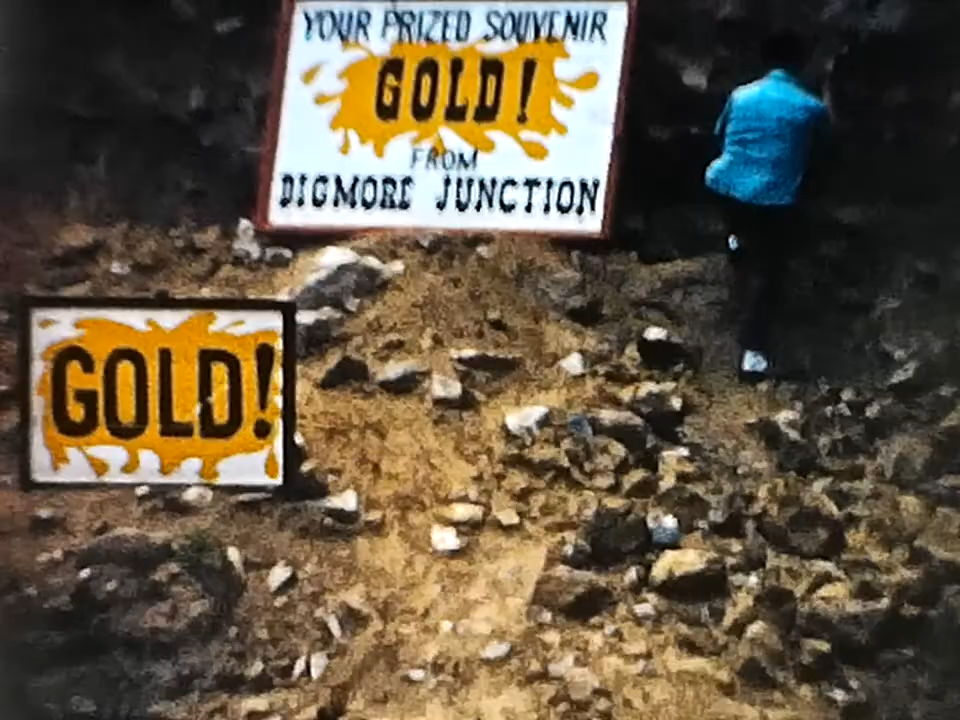 YOUR PRIZED SOUVENIR
GOLD!
FROM
DIGMORE JUNCTION
GOLD!